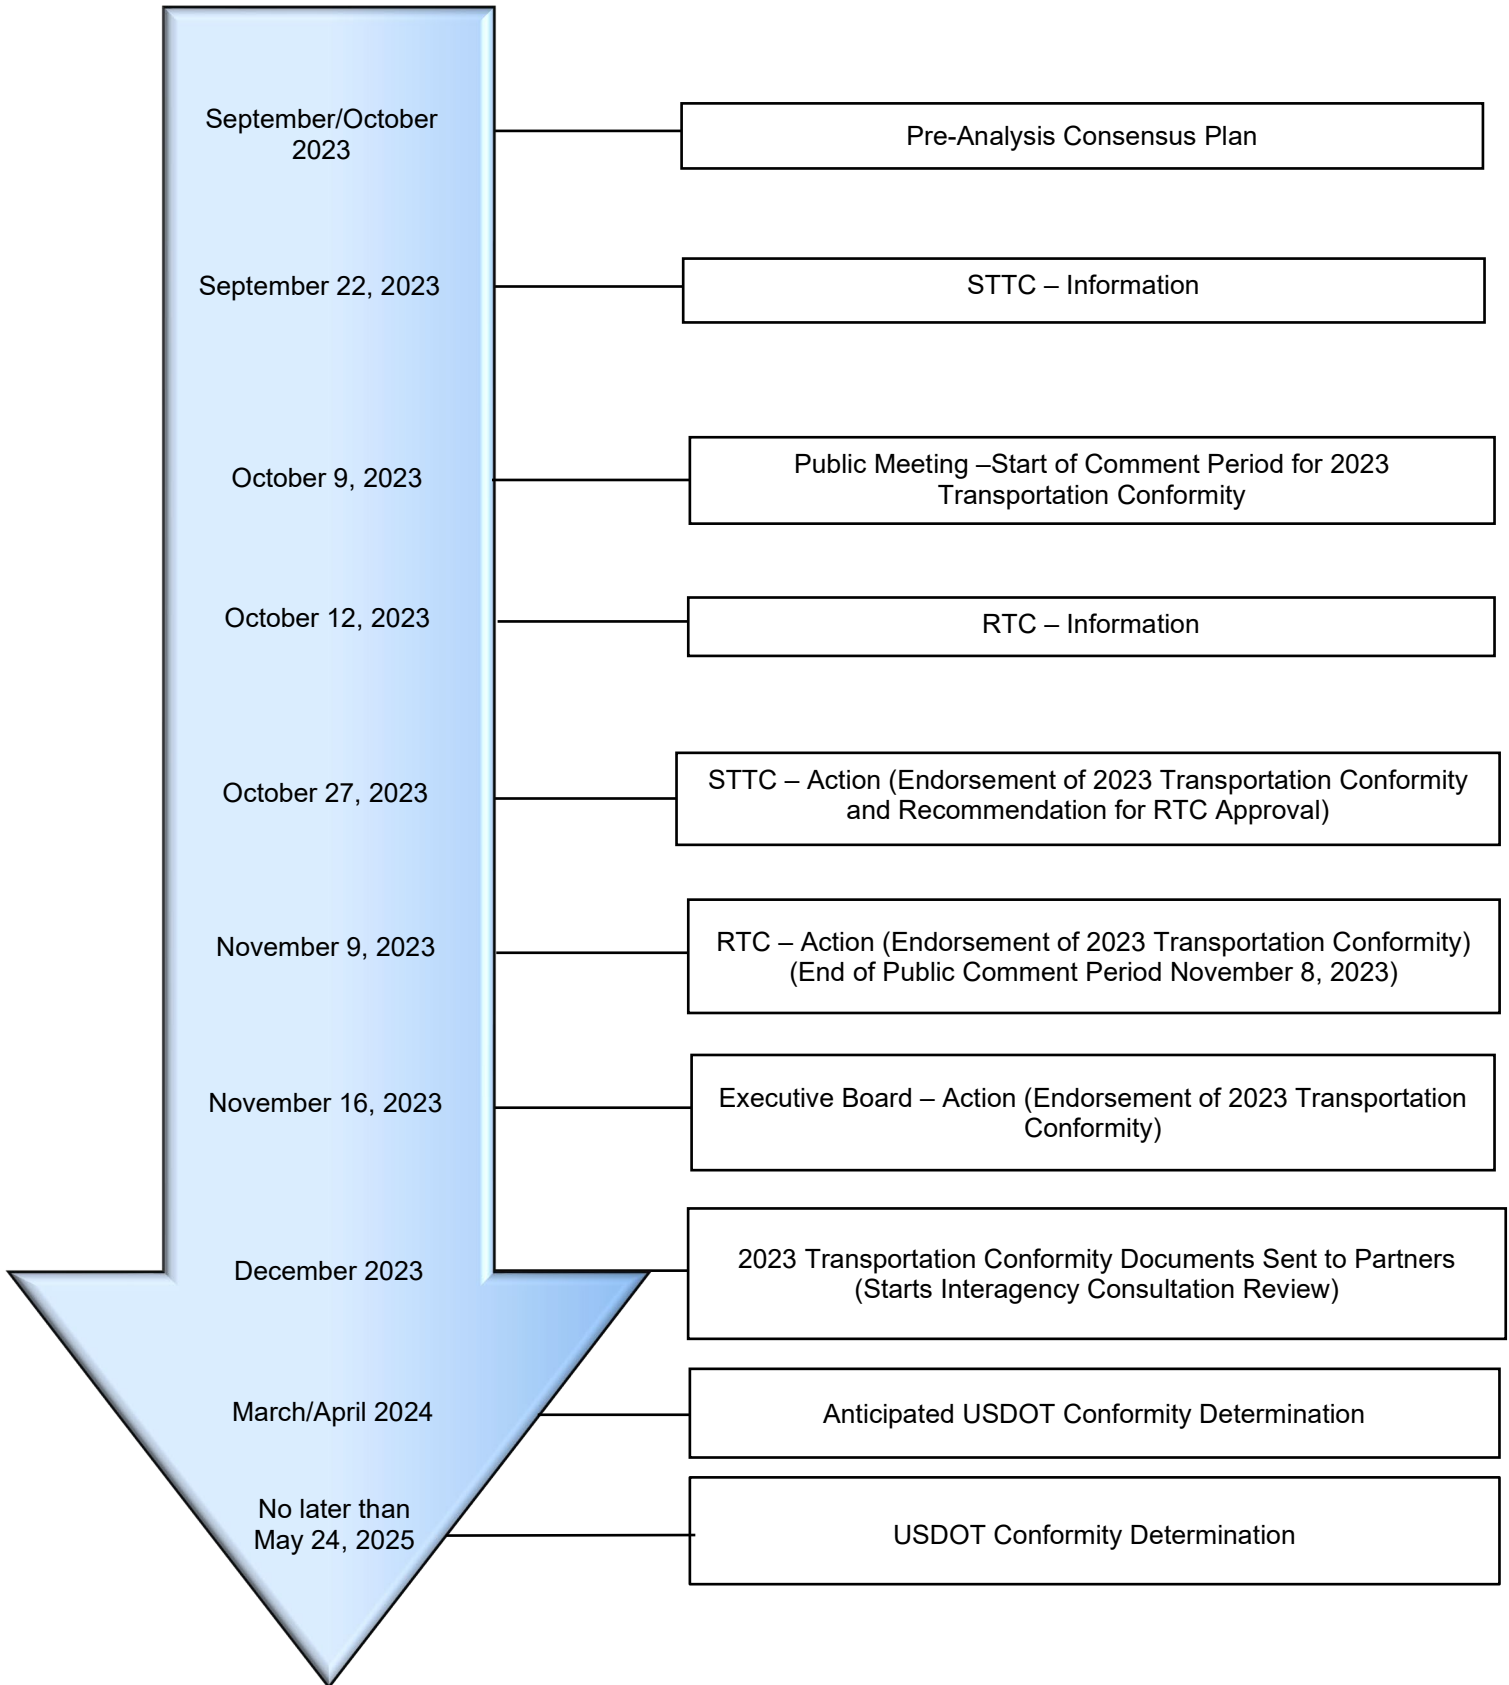 September/October
2023
Pre-Analysis Consensus Plan
September 22, 2023
STTC – Information
October 9, 2023
Public Meeting –Start of Comment Period for 2023
Transportation Conformity
October 12, 2023
RTC – Information
October 27, 2023
STTC – Action (Endorsement of 2023 Transportation Conformity
and Recommendation for RTC Approval)
November 9, 2023
RTC – Action (Endorsement of 2023 Transportation Conformity)
(End of Public Comment Period November 8, 2023)
November 16, 2023
Executive Board – Action (Endorsement of 2023 Transportation
Conformity)
December 2023
2023 Transportation Conformity Documents Sent to Partners
(Starts Interagency Consultation Review)
March/April 2024
Anticipated USDOT Conformity Determination
No later than
May 24, 2025
USDOT Conformity Determination